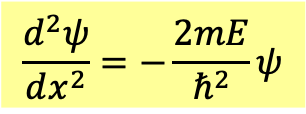 d²ψ/dx² = −2mE/ħ² ψ